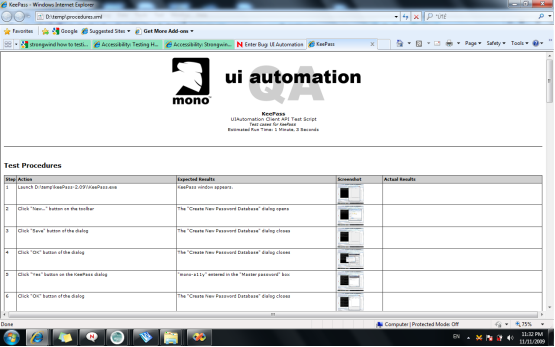 KeePass - Windows Internet Explorer
D:\temp\procedures.xml
Favorites Google Suggested Sites Get More Add-ons
strongwind how to testi... Accessibility: Testing H... Accessibility: Strongwin... Enter Bug: UI Automation KeePass Page Safety Tools
mono
ui automation
QA
KeePass
UIAutomation Client API Test Script
Test cases for KeePass
Estimated Run Time: 1 Minute, 3 Seconds
Test Procedures
Step Action Expected Results Screenshot Actual Results
1 Launch D:\temp\KeePass-2.09\KeePass.exe KeePass window appears.
2 Click "New..." button on the toolbar The "Create New Password Database" dialog opens
3 Click "Save" button of the dialog The "Create New Password Database" dialog closes
4 Click "OK" button of the dialog The "Create New Password Database" dialog closes
5 Click "Yes" button on the KeePass dialog "mono-a11y" entered in the "Master password" box
6 Click "OK" button of the dialog The "Create New Password Database" dialog closes
Done Computer | Protected Mode: Off 75%
EN 11:32 PM
11/11/2009